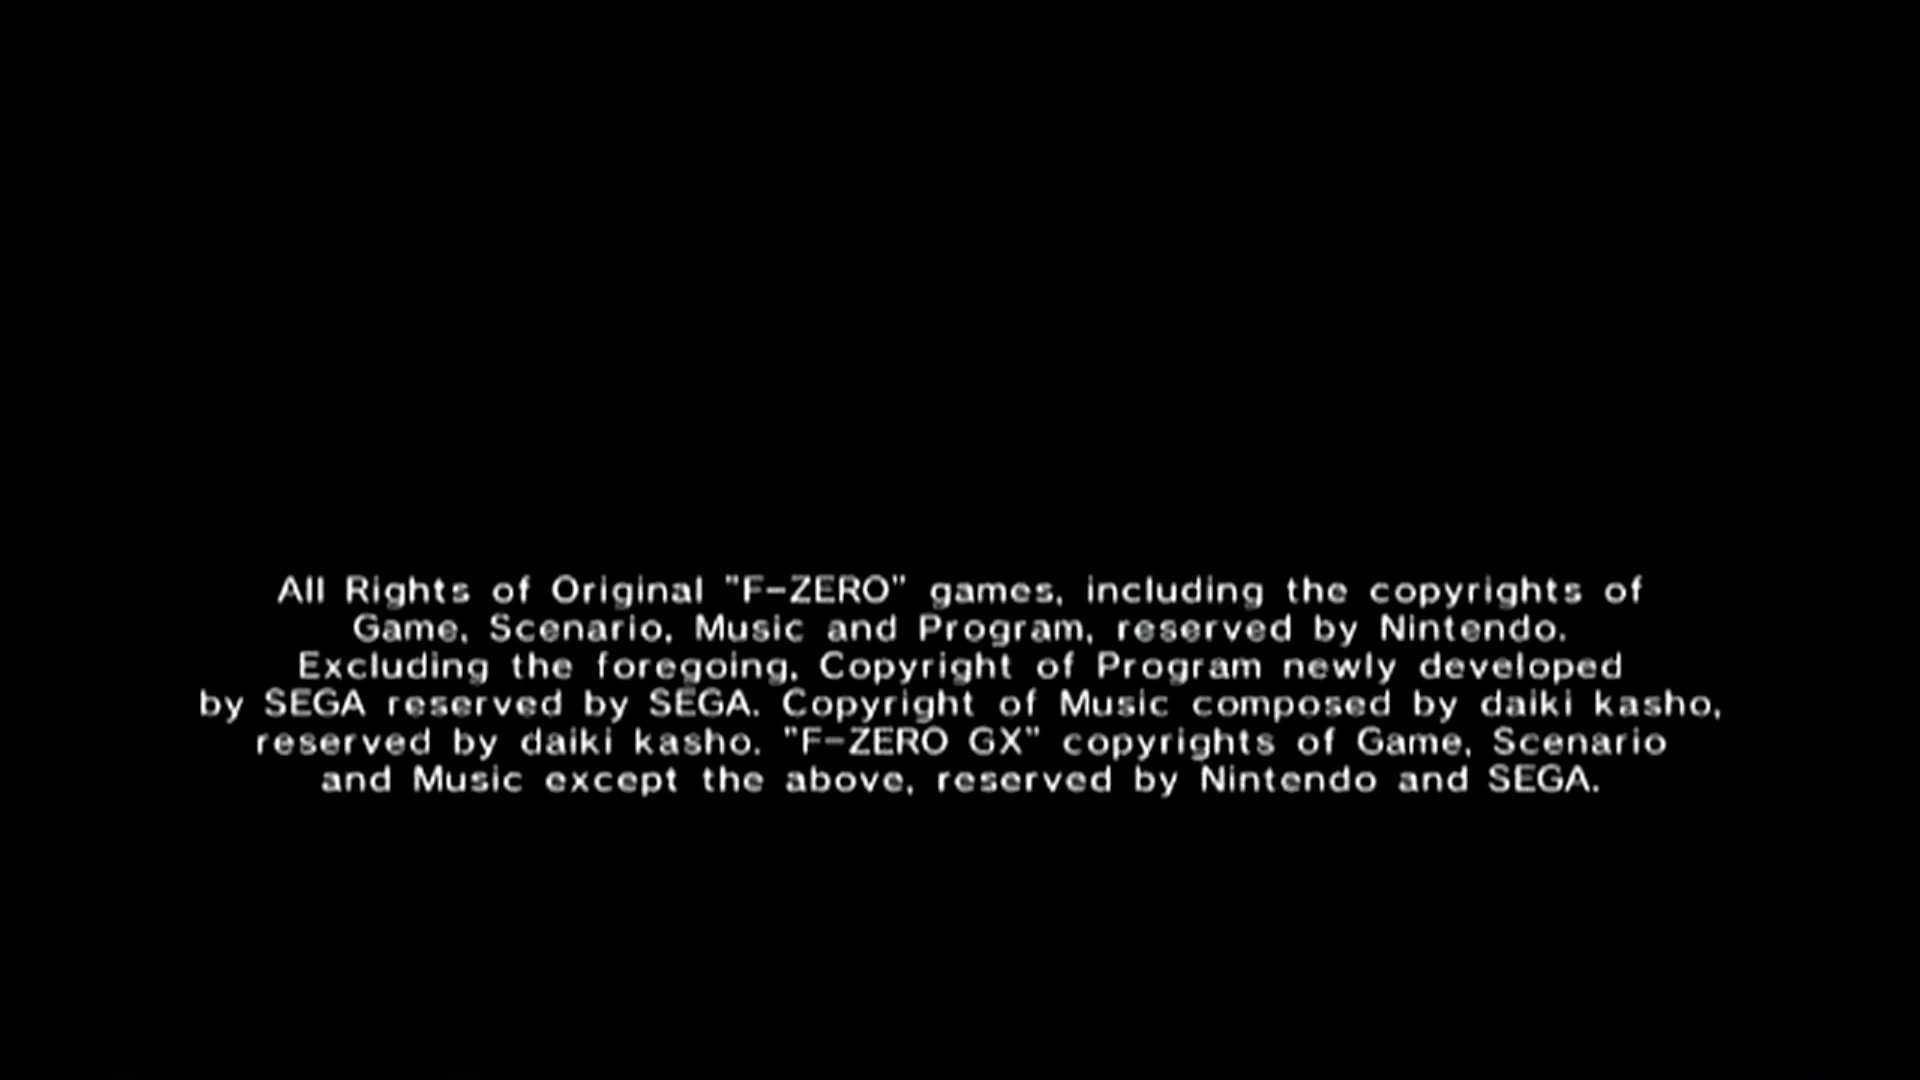 All Rights of Original "F-ZERO" games, including the copyrights of
Game, Scenario, Music and Program, reserved by Nintendo.
Excluding the foregoing, Copyright of Program newly developed
by SEGA reserved by SEGA. Copyright of Music composed by daiki kasho,
reserved by daiki kasho. "F-ZERO GX" copyrights of Game, Scenario
and Music except the above, reserved by Nintendo and SEGA.